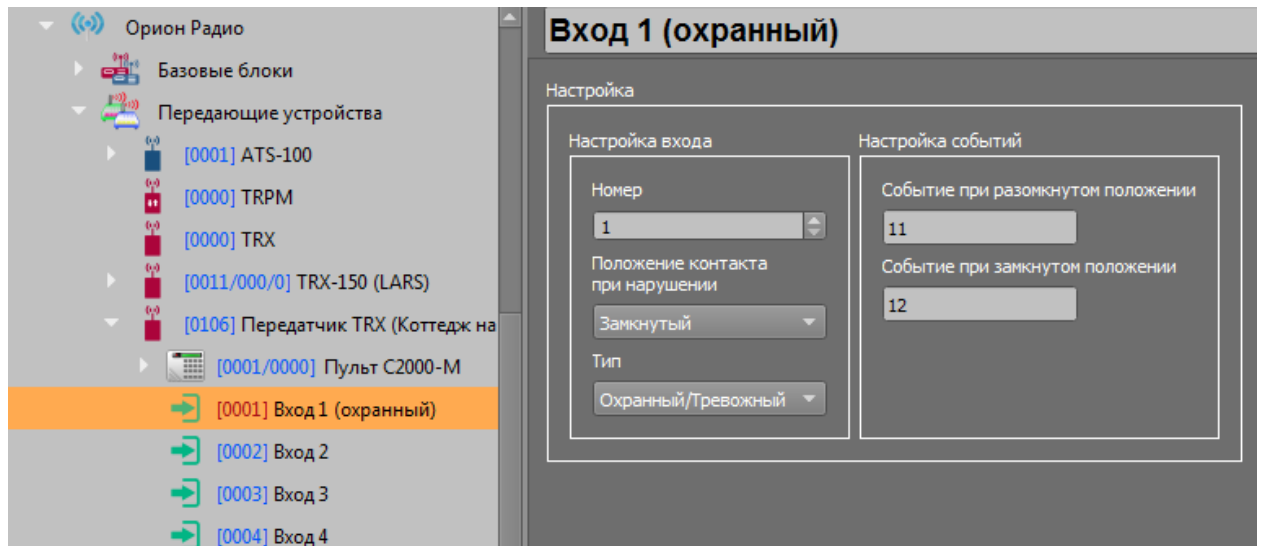 Орион Радио
Базовые блоки
Передающие устройства
[0001] ATS-100
[0000] TRPM
[0000] TRX
[0011/000/0] TRX-150 (LARS)
[0106] Передатчик TRX (Коттедж на
[0001/0000] Пульт С2000-М
[0001] Вход 1 (охранный)
[0002] Вход 2
[0003] Вход 3
[0004] Вход 4
Вход 1 (охранный)
Настройка
Настройка входа
Номер
1
Положение контакта
при нарушении
Замкнутый
Тип
Охранный/Тревожный
Настройка событий
Событие при разомкнутом положении
11
Событие при замкнутом положении
12